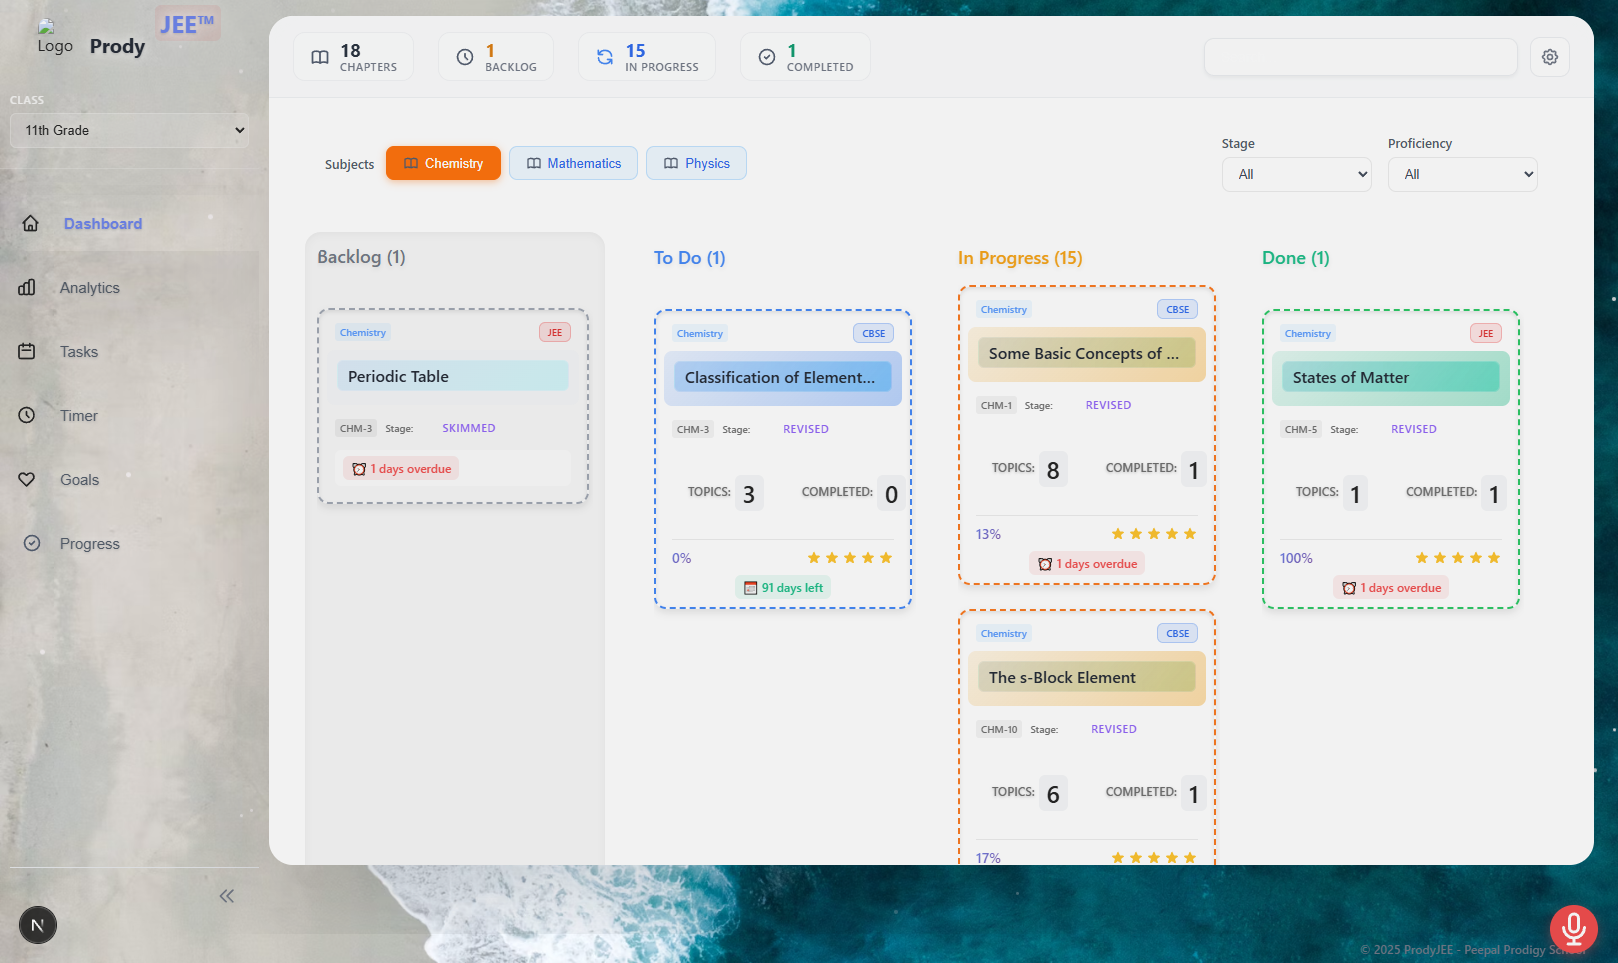 Logo
Prody
JEE™
CLASS
11th Grade
Dashboard
Analytics
Tasks
Timer
Goals
Progress
N
18
CHAPTERS
1
BACKLOG
15
IN PROGRESS
1
COMPLETED
Subjects
Chemistry
Mathematics
Physics
Stage
All
Proficiency
All
Backlog (1)
Chemistry
JEE
Periodic Table
CHM-3 Stage: SKIMMED
1 days overdue
To Do (1)
Chemistry
CBSE
Classification of Element...
CHM-3 Stage: REVISED
TOPICS: 3 COMPLETED: 0
0%
91 days left
In Progress (15)
Chemistry
CBSE
Some Basic Concepts of ...
CHM-1 Stage: REVISED
TOPICS: 8 COMPLETED: 1
13%
1 days overdue
Chemistry
CBSE
The s-Block Element
CHM-10 Stage: REVISED
TOPICS: 6 COMPLETED: 1
17%
Done (1)
Chemistry
JEE
States of Matter
CHM-5 Stage: REVISED
TOPICS: 1 COMPLETED: 1
100%
1 days overdue
© 2025 ProdyJEE - Peepal Prodigy School